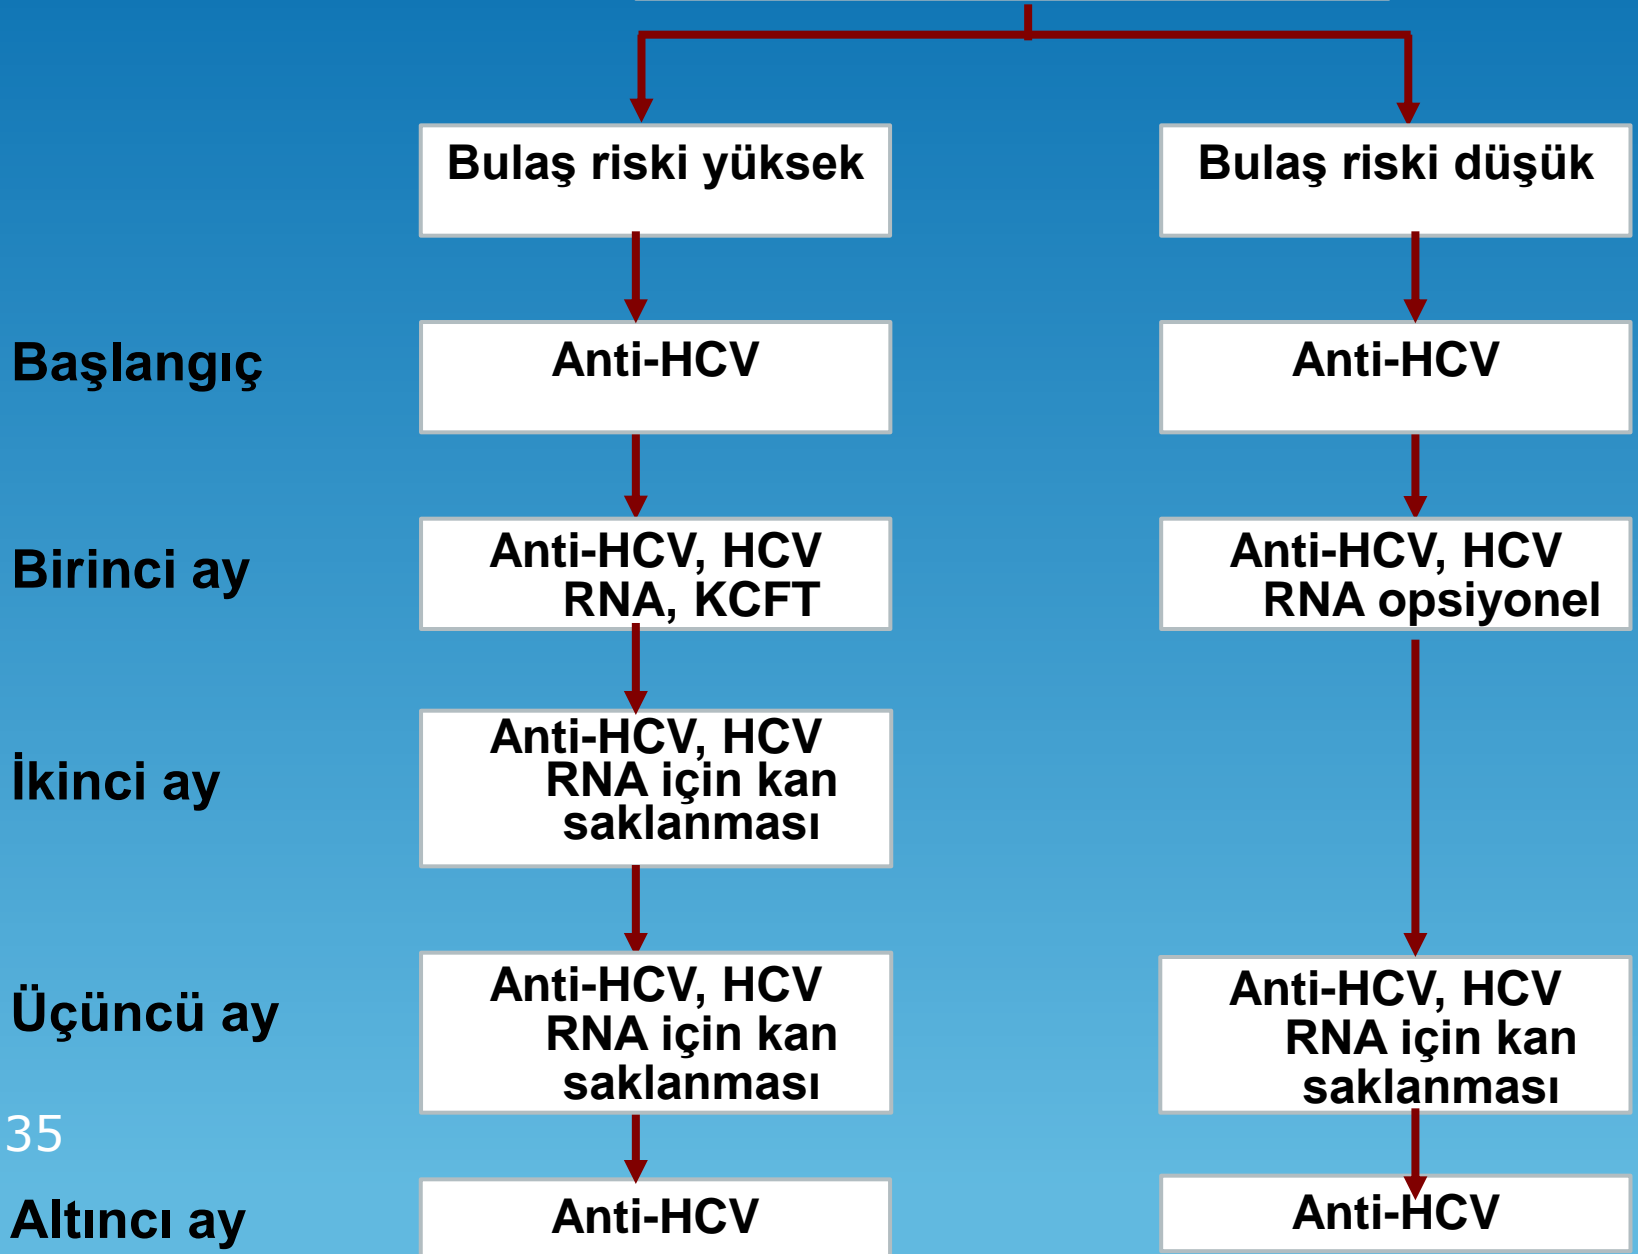 Bulaş riski yüksek
Bulaş riski düşük
Başlangıç
Anti-HCV
Anti-HCV
Birinci ay
Anti-HCV, HCV
RNA, KCFT
Anti-HCV, HCV
RNA opsiyonel
İkinci ay
Anti-HCV, HCV
RNA için kan
saklanması
Üçüncü ay
Anti-HCV, HCV
RNA için kan
saklanması
Anti-HCV, HCV
RNA için kan
saklanması
35
Altıncı ay
Anti-HCV
Anti-HCV